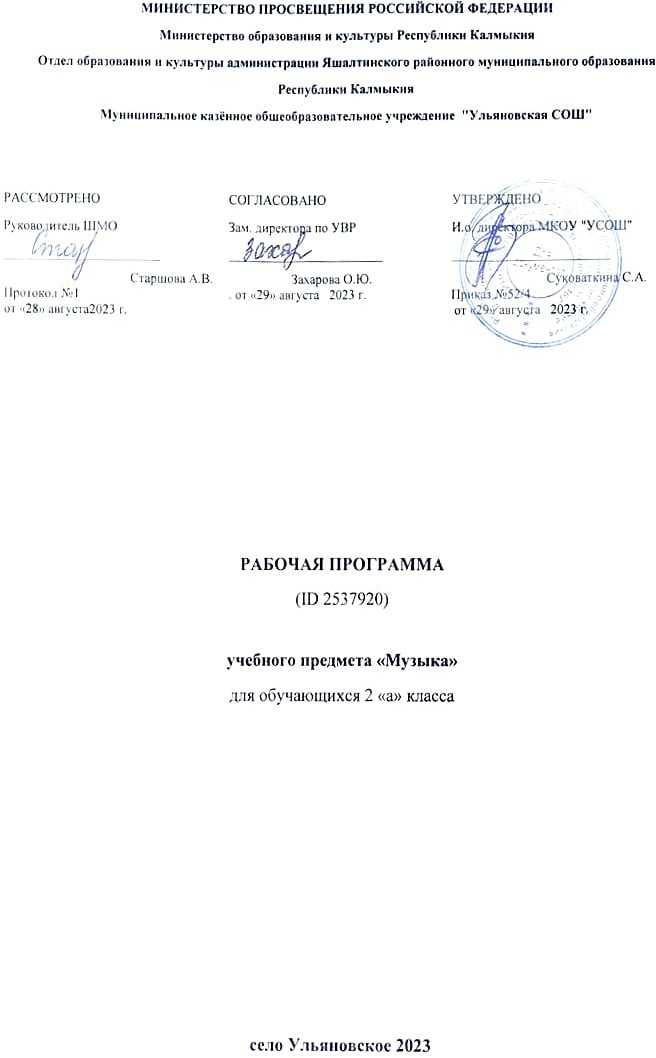 МИНИСТЕРСТВО ПРОСВЕЩЕНИЯ РОССИЙСКОЙ ФЕДЕРАЦИИ
Министерство образования и культуры Республики Калмыкия
Отдел образования и культуры администрации Яшалтинского районного муниципального образования
Республики Калмыкия
Муниципальное казённое общеобразовательное учреждение "Ульяновская СОШ"
РАССМОТРЕНО
Руководитель ШМО
Старшова А.В.
Протокол №1
от «28» августа2023 г.
СОГЛАСОВАНО
Зам. директора по УВР
Захар
Захарова О.Ю.
. от «29» августа 2023 г.
УТВЕРЖДЕНО
И.о. директора МКОУ "УСОШ"
Суковаткина С.А.
Приказ №52/4
от «29» августа 2023 г.
РАБОЧАЯ ПРОГРАММА
(ID 2537920)
учебного предмета «Музыка»
для обучающихся 2 «а» класса
село Ульяновское 2023